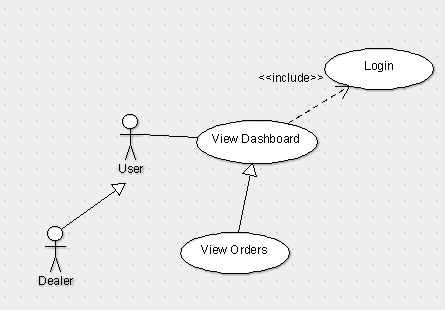 Login
<<include>>
View Dashboard
User
View Orders
Dealer